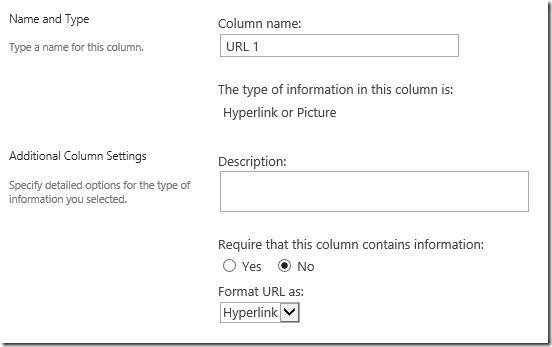 Name and Type
Type a name for this column.
Column name:
URL 1
The type of information in this column is:
Hyperlink or Picture
Additional Column Settings
Specify detailed options for the type of
information you selected.
Description:
Require that this column contains information:
Yes No
Format URL as:
Hyperlink